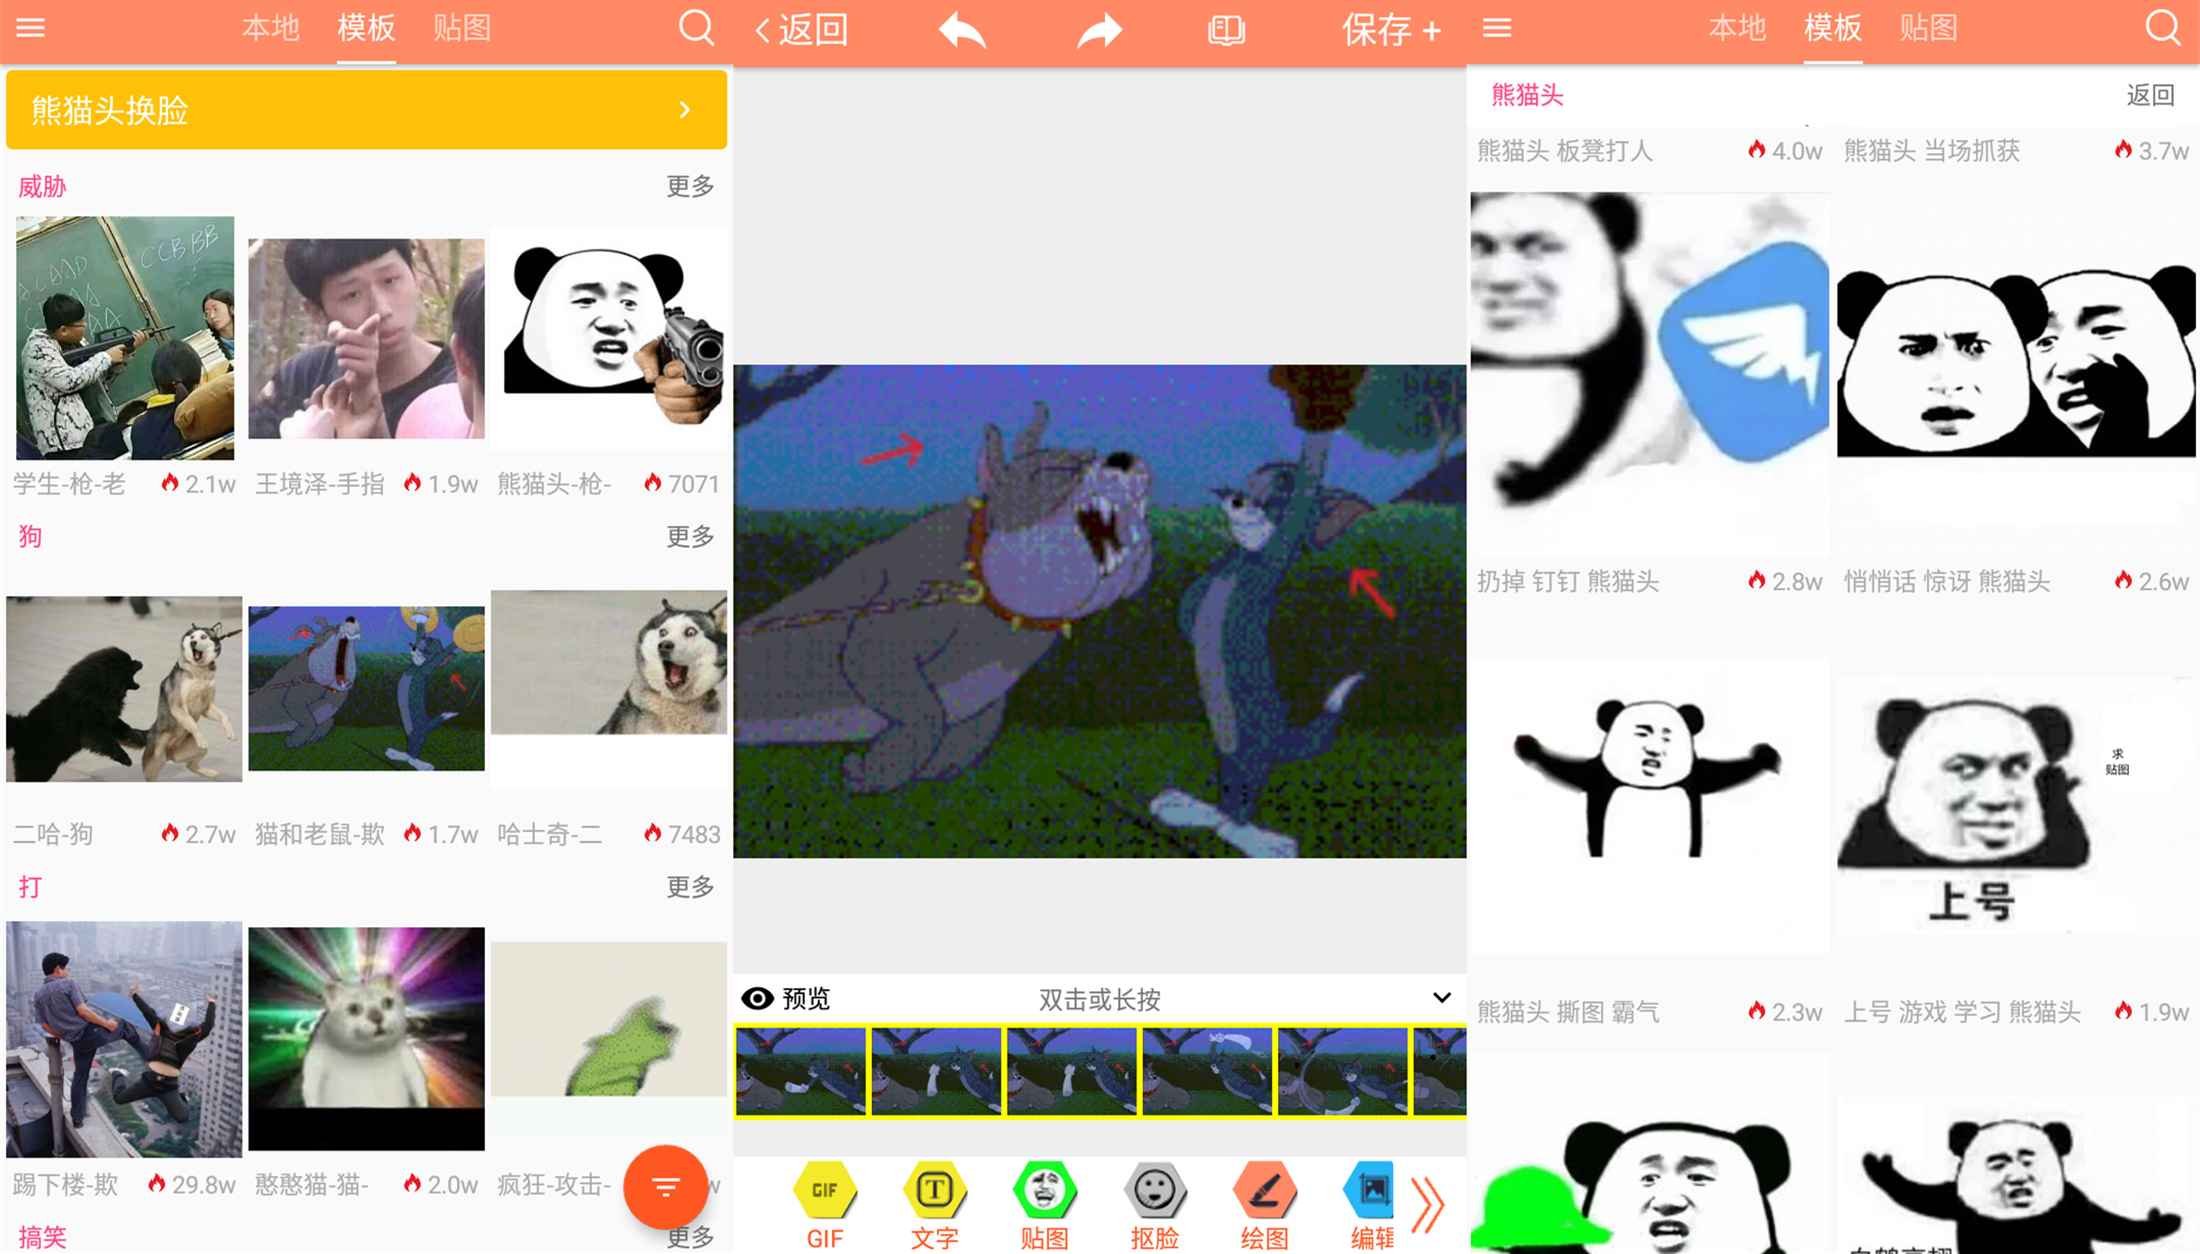 本地 模板 贴图
熊猫头换脸
威胁 更多
学生-枪-老 2.1w 王境泽-手指 1.9w 熊猫头-枪- 7071
狗 更多
二哈-狗 2.7w 猫和老鼠-欺 1.7w 哈士奇-二 7483
打 更多
踢下楼-欺 29.8w 憨憨猫-猫- 2.0w 疯狂-攻击- w
搞笑 更多
返回 保存 +
预览 双击或长按
GIF
GIF 文字 贴图 抠脸 绘图 编辑
本地 模板 贴图
熊猫头 返回
熊猫头 板凳打人 4.0w 熊猫头 当场抓获 3.7w
扔掉 钉钉 熊猫头 2.8w 悄悄话 惊讶 熊猫头 2.6w
求
贴图
上号
熊猫头 撕图 霸气 2.3w 上号 游戏 学习 熊猫头 1.9w